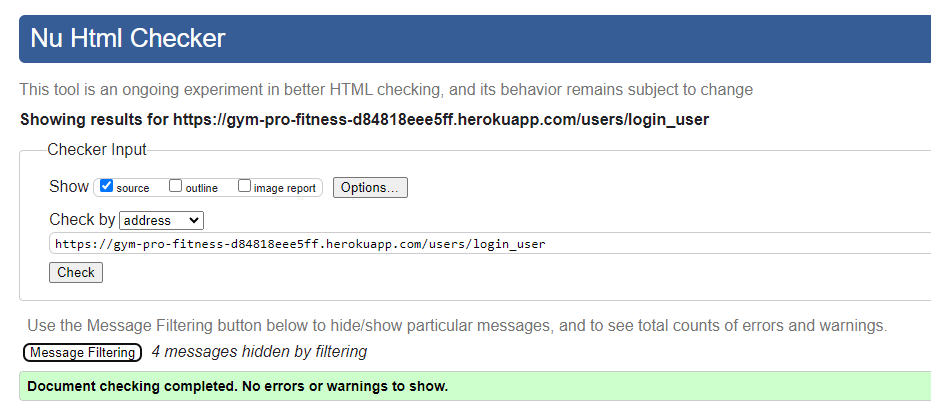 Nu Html Checker
This tool is an ongoing experiment in better HTML checking, and its behavior remains subject to change
Showing results for https://gym-pro-fitness-d84818eee5ff.herokuapp.com/users/login_user
Checker Input
Show source outline image report Options...
Check by address
https://gym-pro-fitness-d84818eee5ff.herokuapp.com/users/login_user
Check
Use the Message Filtering button below to hide/show particular messages, and to see total counts of errors and warnings.
Message Filtering 4 messages hidden by filtering
Document checking completed. No errors or warnings to show.